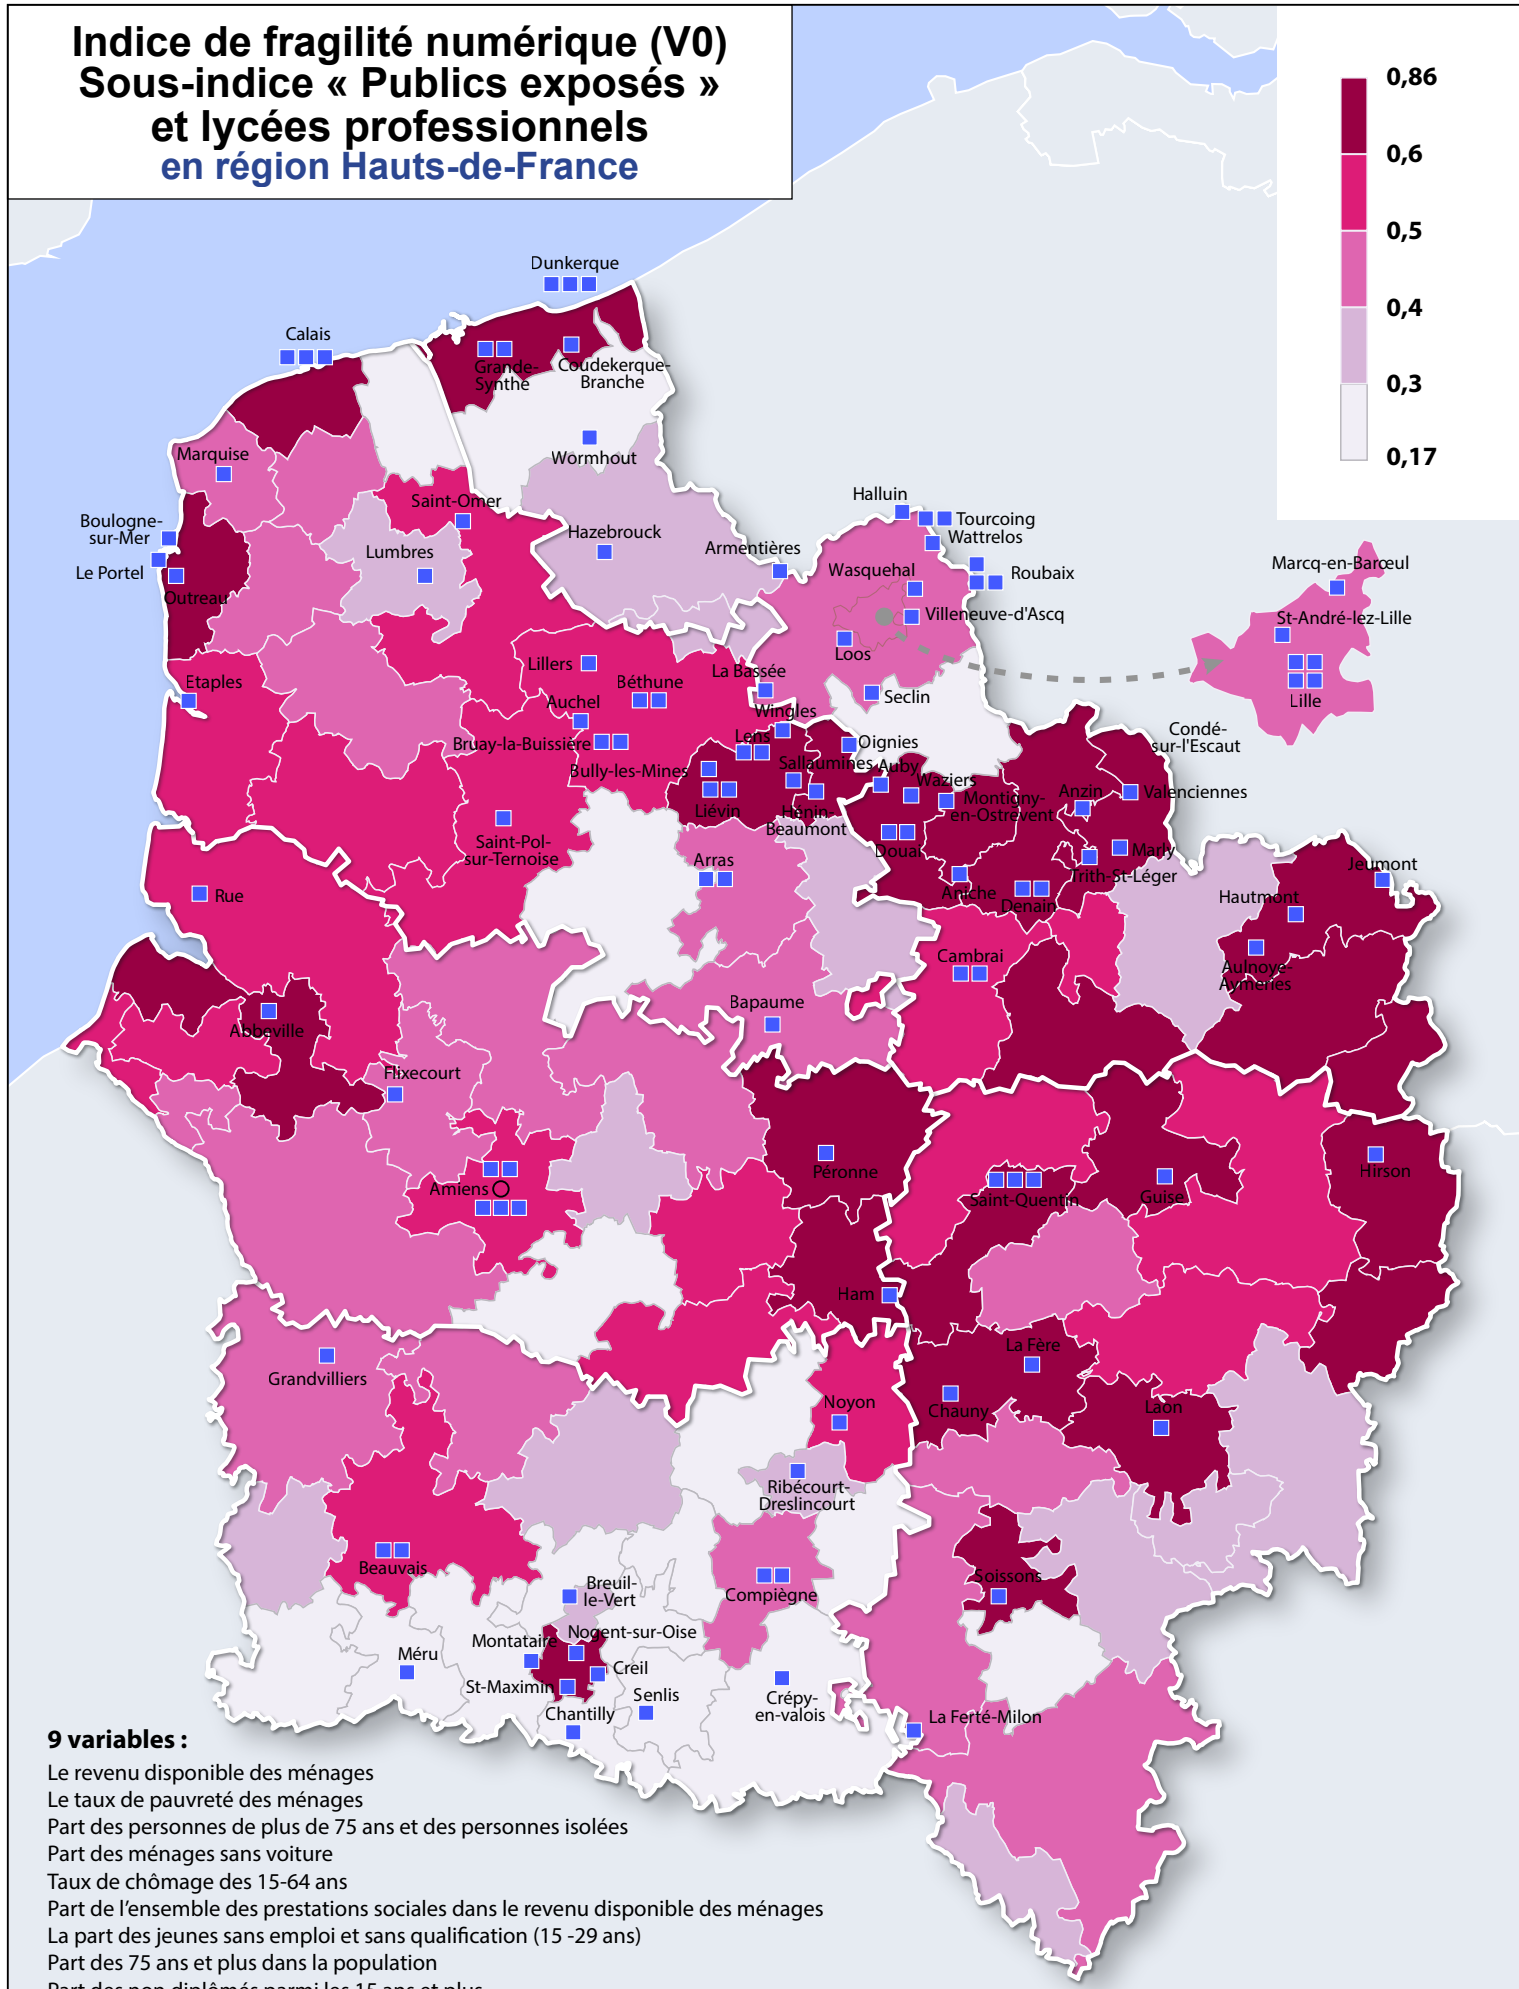 Indice de fragilité numérique (V0)
Sous-indice « Publics exposés »
et lycées professionnels
en région Hauts-de-France
0,86
0,6
0,5
0,4
0,3
0,17
Dunkerque
Calais
Grande-
Synthe
Coudekerque-
Branche
Marquise
Wormhout
Saint-Omer
Halluin
Boulogne-
sur-Mer
Tourcoing
Wattrelos
Hazebrouck
Armentières
Lumbres
Le Portel
Wasquehal
Roubaix
Marcq-en-Barœul
Outreau
Villeneuve-d'Ascq
St-André-lez-Lille
Loos
Lillers
La Bassée
Etaples
Béthune
Seclin
Lille
Auchel
Wingles
Condé-
sur-l'Escaut
Bruay-la-Buissière
Lens
Oignies
Bully-les-Mines
Sallaumines
Auby
Waziers
Anzin
Valenciennes
Liévin
Hénin-
Beaumont
Montigny-
en-Ostrevent
Saint-Pol-
sur-Ternoise
Douai
Marly
Arras
Trith-St-Léger
Jeumont
Rue
Aniche
Denain
Hautmont
Cambrai
Aulnoye-
Aymeries
Bapaume
Abbeville
Flixecourt
Péronne
Hirson
Amiens
Saint-Quentin
Guise
Ham
La Fère
Grandvilliers
Noyon
Chauny
Laon
Ribécourt-
Dreslincourt
Beauvais
Breuil-
le-Vert
Compiègne
Soissons
Méru
Montataire
Nogent-sur-Oise
Creil
St-Maximin
Senlis
Crépy-
en-valois
Chantilly
La Ferté-Milon
9 variables :
Le revenu disponible des ménages
Le taux de pauvreté des ménages
Part des personnes de plus de 75 ans et des personnes isolées
Part des ménages sans voiture
Taux de chômage des 15-64 ans
Part de l'ensemble des prestations sociales dans le revenu disponible des ménages
La part des jeunes sans emploi et sans qualification (15 -29 ans)
Part des 75 ans et plus dans la population
Part des non diplômés parmi les 15 ans et plus